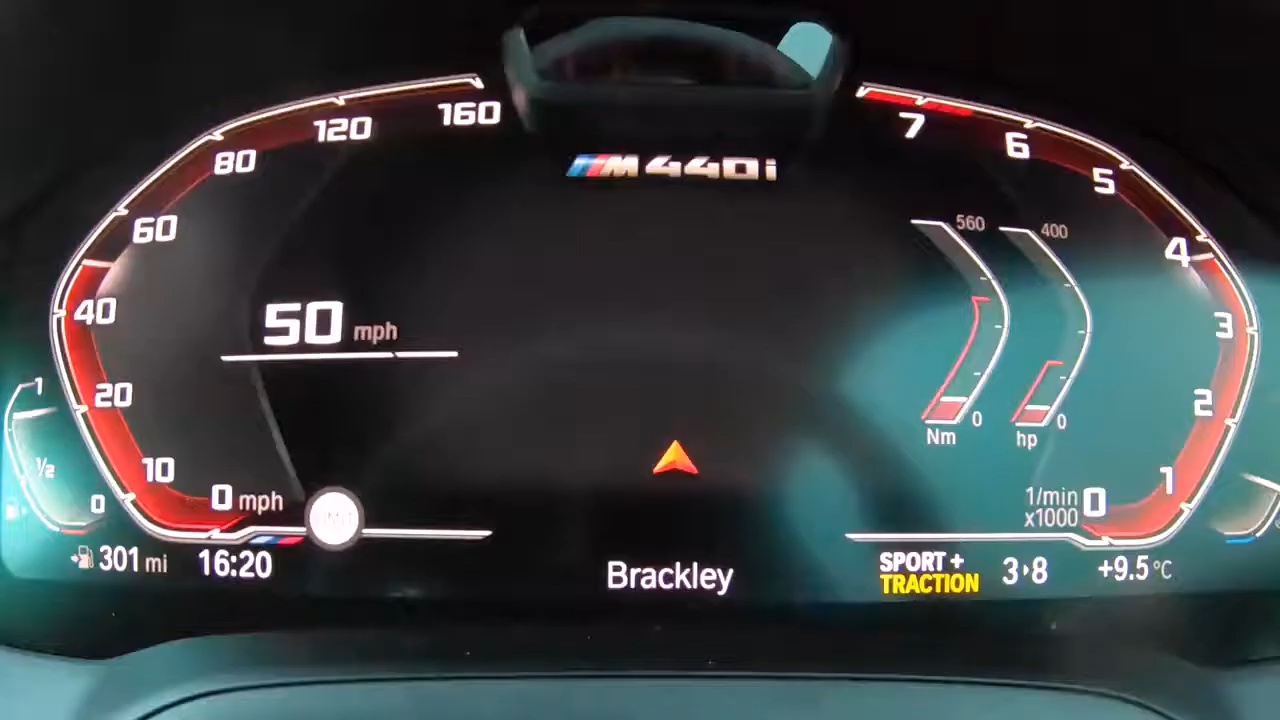 160
120
80
60
40
20
10
0 mph
M440i
7
6
5
4
3
2
1
0
1/min
x1000
560
400
0
0
Nm
hp
50 mph
1
½
0
301 mi
16:20
Brackley
SPORT +
TRACTION
3▸8
+9.5 °C